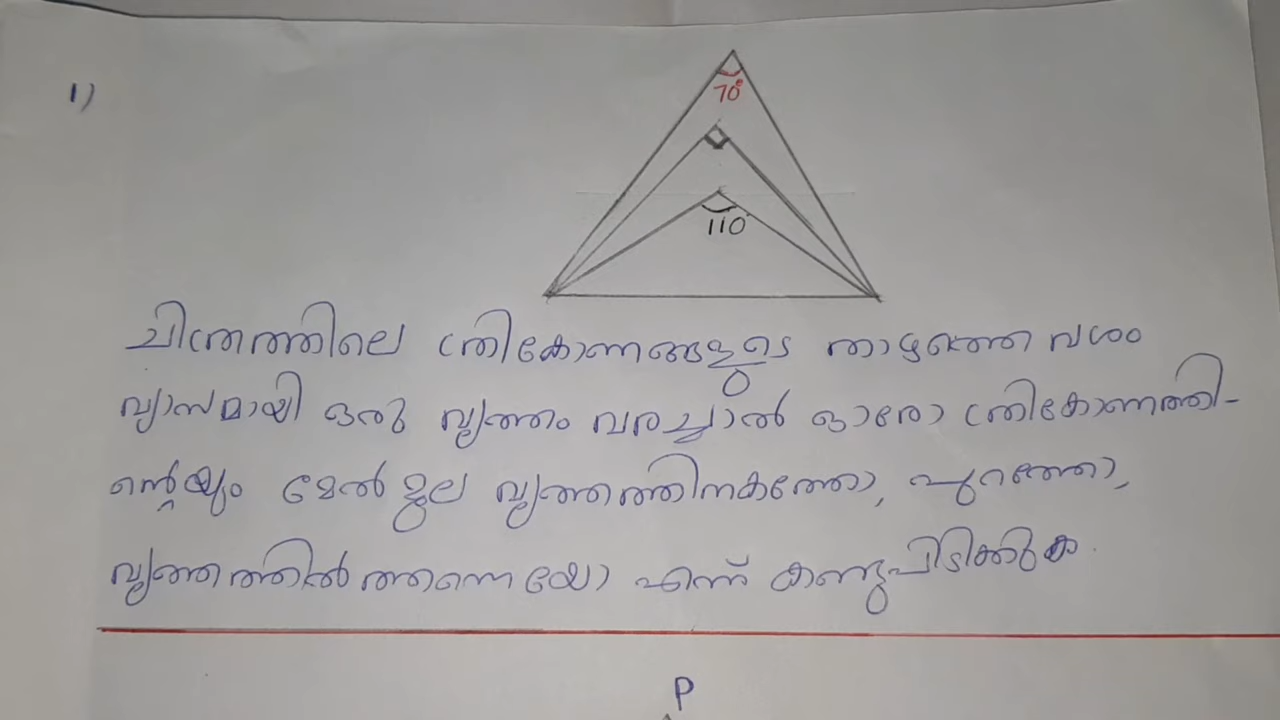 1)
70°
110°
ചിത്രത്തിലെ ത്രികോണങ്ങളുടെ താഴത്തെ വശം
വ്യാസമായി ഒരു വൃത്തം വരച്ചാൽ ഓരോ ത്രികോണത്തി-
ന്റെയും മേൽമൂല വൃത്തത്തിനകത്തോ, പുറത്തോ,
വൃത്തത്തിൽത്തന്നെയോ എന്ന് കണ്ടുപിടിക്കുക.
P